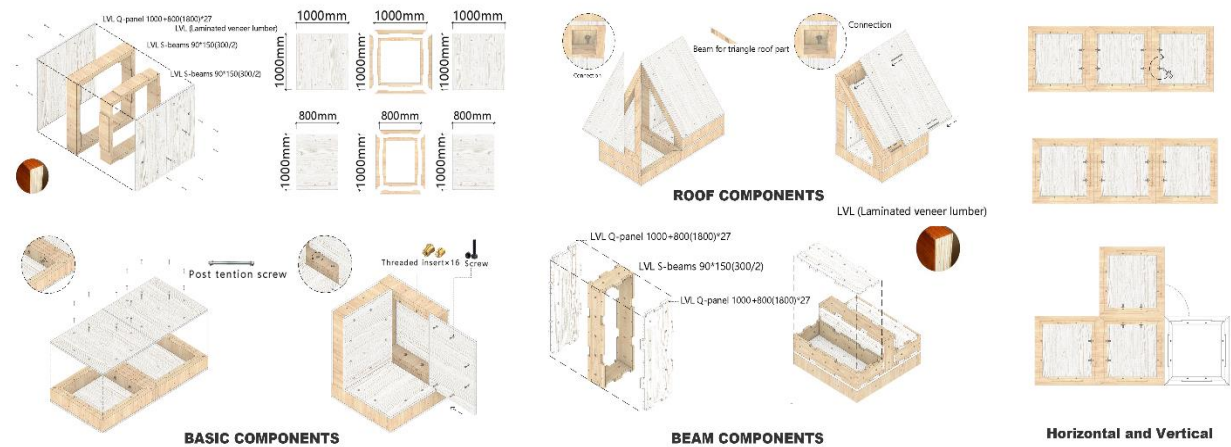 LVL Q-panel 1000+800(1800)*27
LVL (Laminated veneer lumber)
LVL S-beams 90*150(300/2)
LVL S-beams 90*150(300/2)
1000mm
1000mm
1000mm
1000mm
1000mm
1000mm
800mm
800mm
800mm
1000mm
1000mm
1000mm
Connection
Beam for triangle roof part
Connection
ROOF COMPONENTS
LVL (Laminated veneer lumber)
Post tention screw
Threaded insert×16
Screw
BASIC COMPONENTS
LVL Q-panel 1000+800(1800)*27
LVL S-beams 90*150(300/2)
LVL Q-panel 1000+800(1800)*27
BEAM COMPONENTS
Horizontal and Vertical